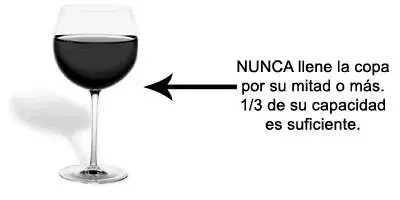 NUNCA llene la copa
por su mitad o más.
1/3 de su capacidad
es suficiente.